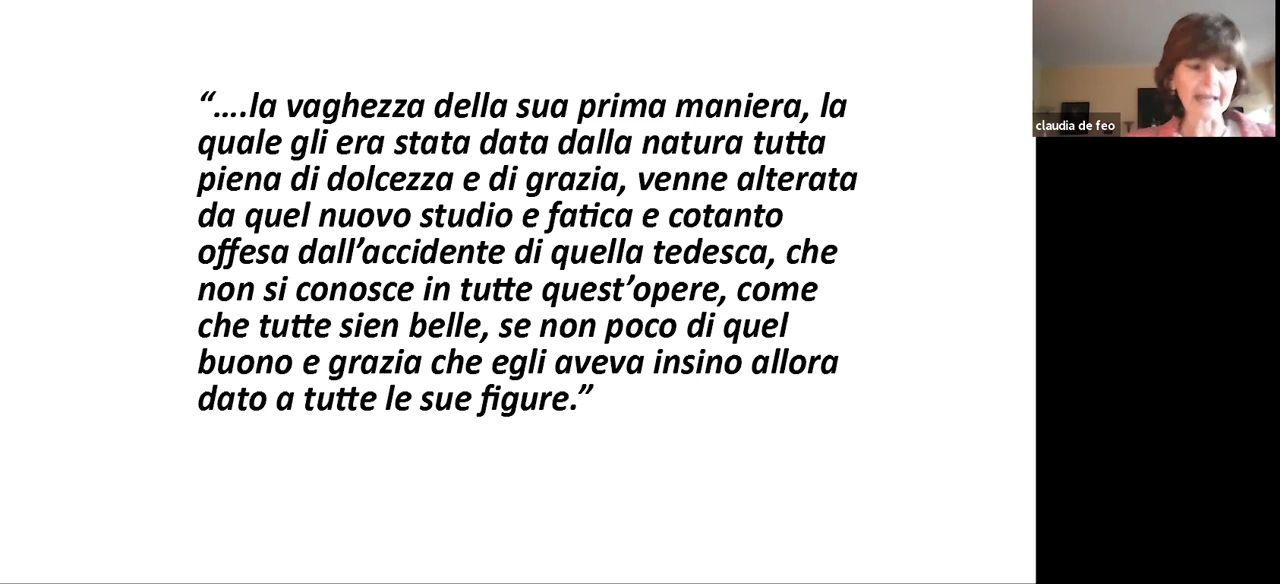 “….la vaghezza della sua prima maniera, la
quale gli era stata data dalla natura tutta
piena di dolcezza e di grazia, venne alterata
da quel nuovo studio e fatica e cotanto
offesa dall’accidente di quella tedesca, che
non si conosce in tutte quest’opere, come
che tutte sien belle, se non poco di quel
buono e grazia che egli aveva insino allora
dato a tutte le sue figure.”
claudia de feo